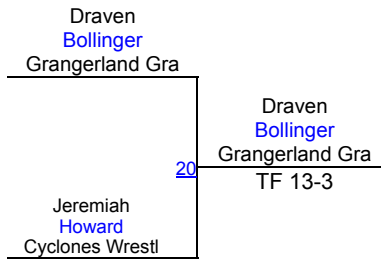 Draven
Bollinger
Grangerland Gra
Draven
Bollinger
Grangerland Gra
20
TF 13-3
Jeremiah
Howard
Cyclones Wrestl